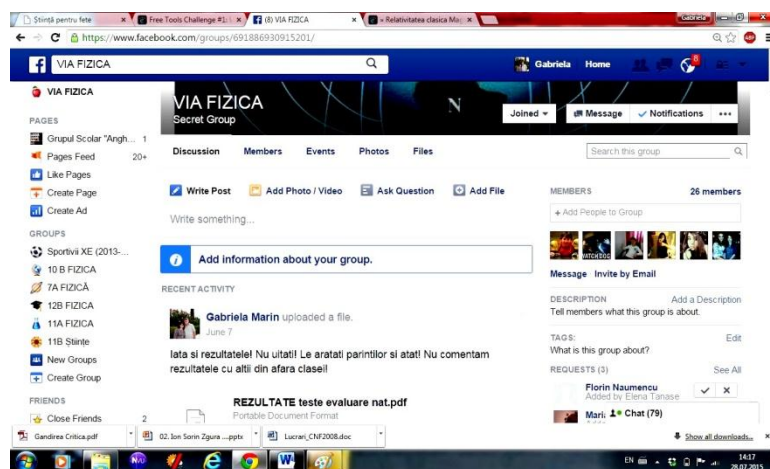 Știință pentru fete
Free Tools Challenge #1:
(8) VIA FIZICA
« Relativitatea clasica
Gabriela
https://www.facebook.com/groups/691886930915201/
VIA FIZICA
Gabriela Home
8
VIA FIZICA
PAGES
Grupul Scolar "Angh... 1
Pages Feed 20+
Like Pages
Create Page
Create Ad
GROUPS
Sportivii XE (2013-...
10 B FIZICA
7A FIZICĂ
12B FIZICA
11A FIZICA
11B Științe
New Groups
Create Group
FRIENDS
Close Friends 2
VIA FIZICA
Secret Group
N
Joined
Message
Notifications
Discussion Members Events Photos Files
Search this group
Write Post Add Photo / Video Ask Question Add File
Write something...
Add information about your group.
RECENT ACTIVITY
Gabriela Marin uploaded a file.
June 7
Iata si rezultatele! Nu uitati! Le aratati parintilor si atat! Nu comentam
rezultatele cu altii din afara clasei!
REZULTATE teste evaluare nat.pdf
Portable Document Format
MEMBERS 26 members
+ Add People to Group
WATCH DOG
Message · Invite by Email
DESCRIPTION Add a Description
Tell members what this group is about.
TAGS: Edit
What is this group about?
REQUESTS (3) See All
Florin Naumencu
Added by Elena Tanase
Chat (79)
Gandirea Critica.pdf
02. Ion Sorin Zgura ....pptx
Lucrari_CNF2008.doc
Show all downloads...
EN
14:17
28.07.2015